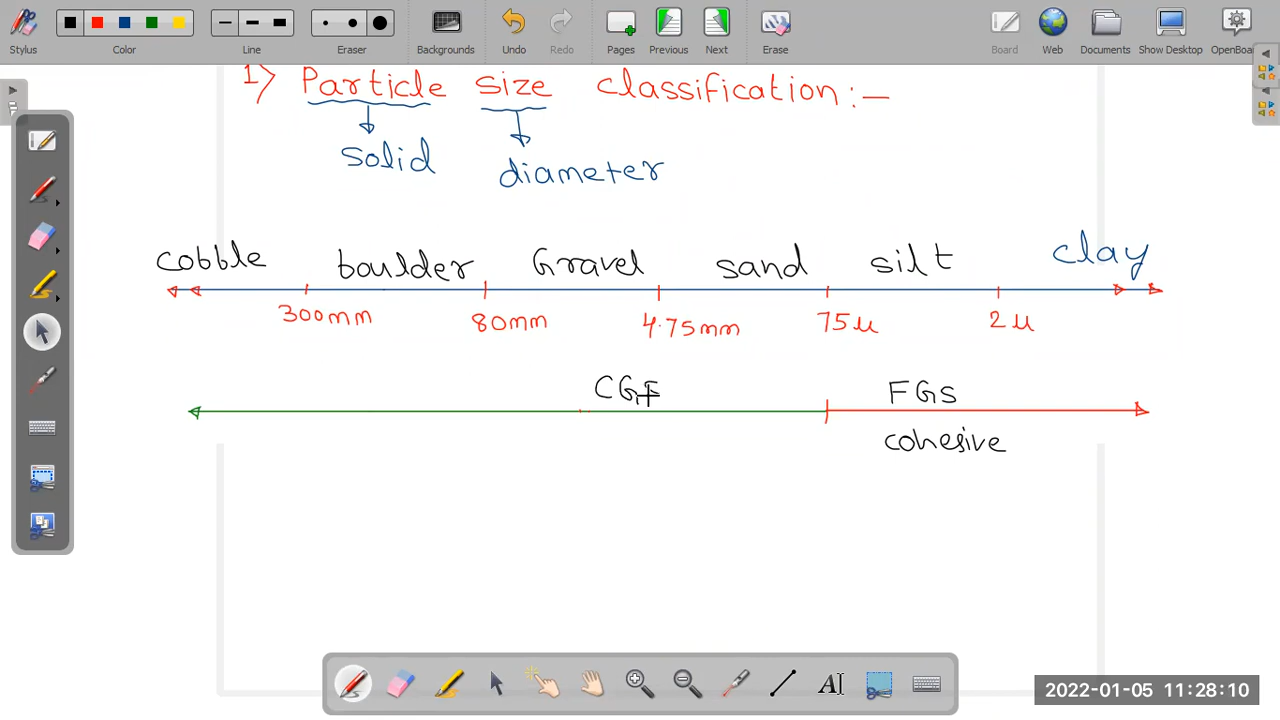 Stylus Color Line Eraser Backgrounds Undo Redo Pages Previous Next Erase Board Web Documents Show Desktop OpenBoard
1) Particle size classification:-
solid diameter
cobble boulder Gravel sand silt clay
300mm 80mm 4.75mm 75µ 2µ
CG FGS
cohesive
2022-01-05 11:28:10